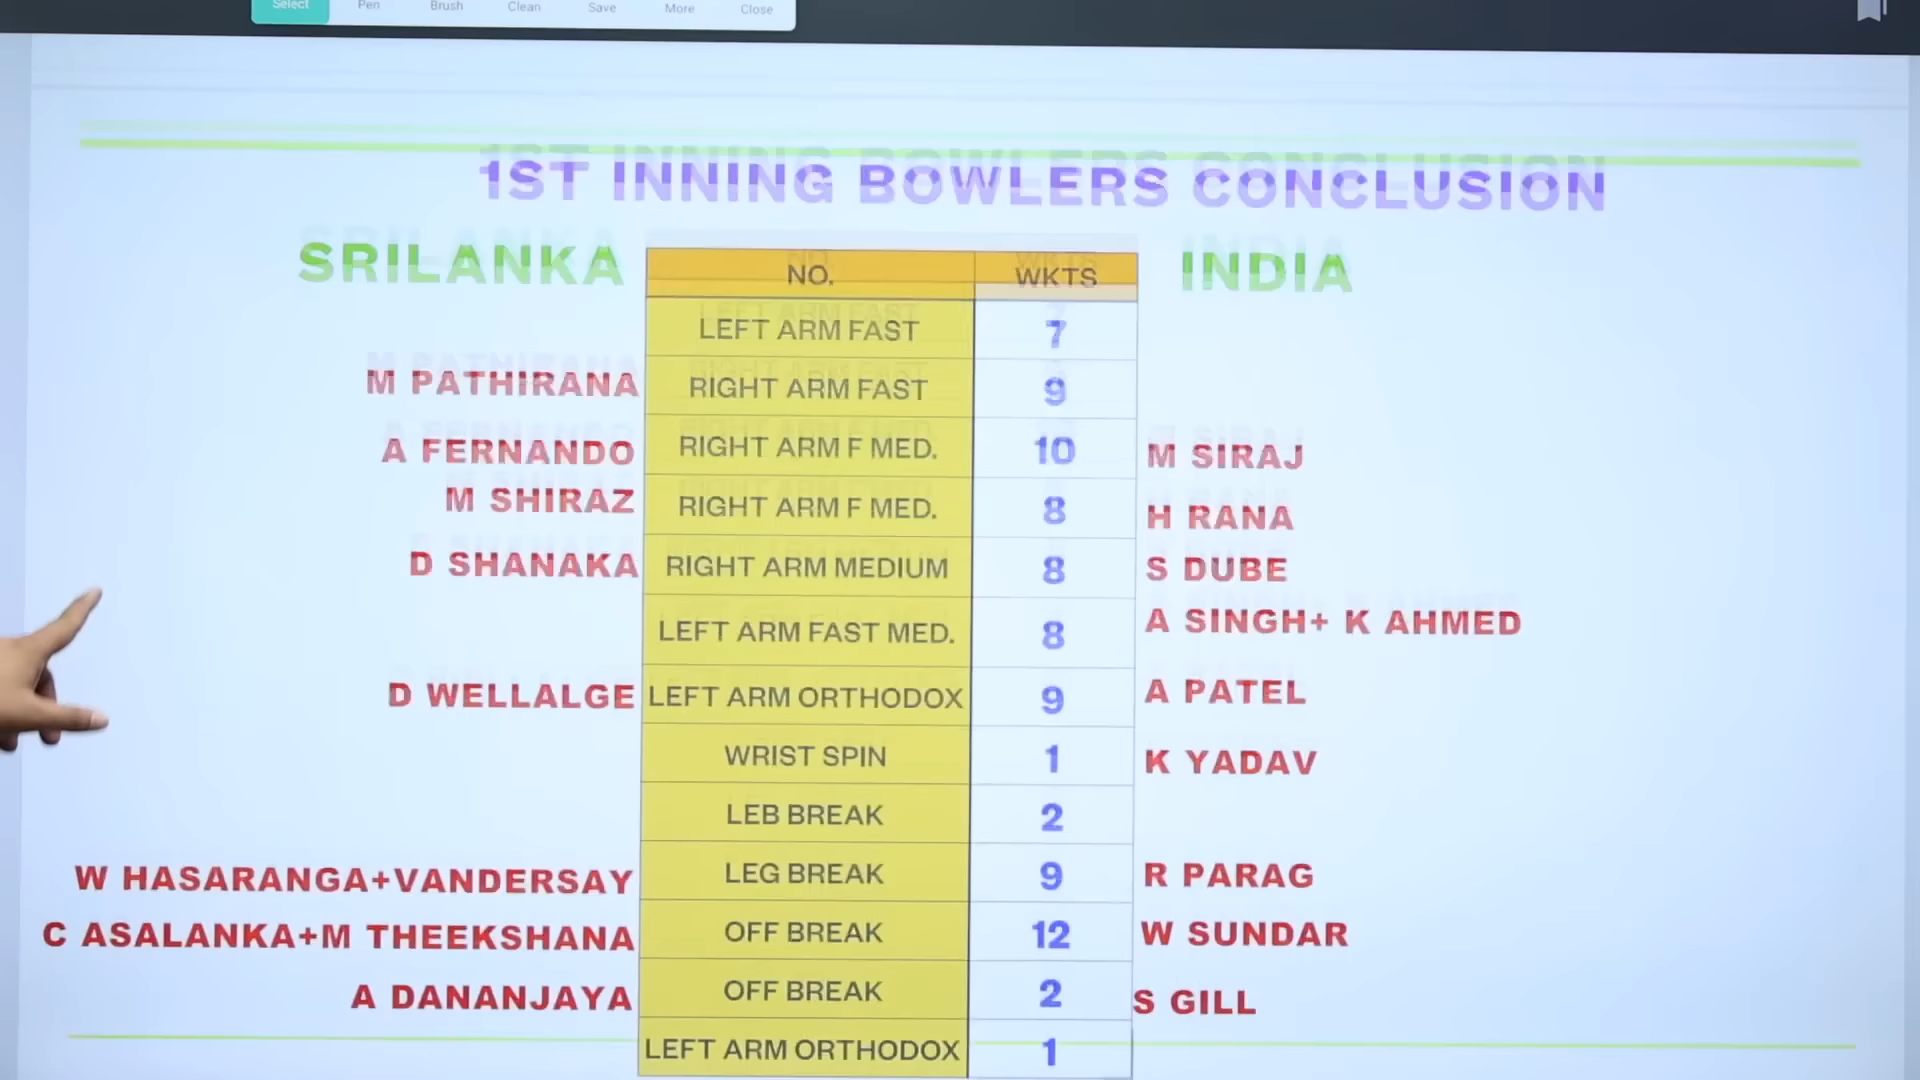 Select Pen Brush Clean Save More Close
1ST INNING BOWLERS CONCLUSION
SRILANKA NO. WKTS INDIA
LEFT ARM FAST 7
M PATHIRANA RIGHT ARM FAST 9
A FERNANDO RIGHT ARM F MED. 10 M SIRAJ
M SHIRAZ RIGHT ARM F MED. 8 H RANA
D SHANAKA RIGHT ARM MEDIUM 8 S DUBE
LEFT ARM FAST MED. 8 A SINGH+ K AHMED
D WELLALGE LEFT ARM ORTHODOX 9 A PATEL
WRIST SPIN 1 K YADAV
LEB BREAK 2
W HASARANGA+VANDERSAY LEG BREAK 9 R PARAG
C ASALANKA+M THEEKSHANA OFF BREAK 12 W SUNDAR
A DANANJAYA OFF BREAK 2 S GILL
LEFT ARM ORTHODOX 1